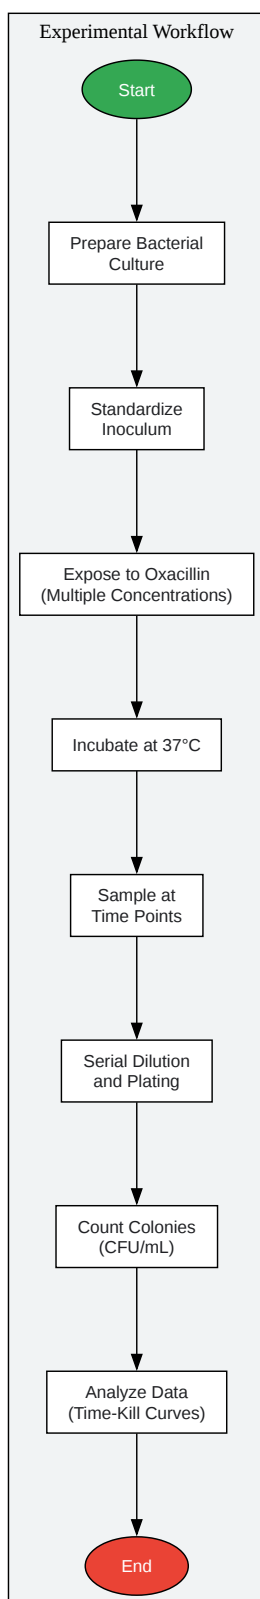 Experimental Workflow
Start
Prepare Bacterial
Culture
Standardize
Inoculum
Expose to Oxacillin
(Multiple Concentrations)
Incubate at 37°C
Sample at
Time Points
Serial Dilution
and Plating
Count Colonies
(CFU/mL)
Analyze Data
(Time-Kill Curves)
End